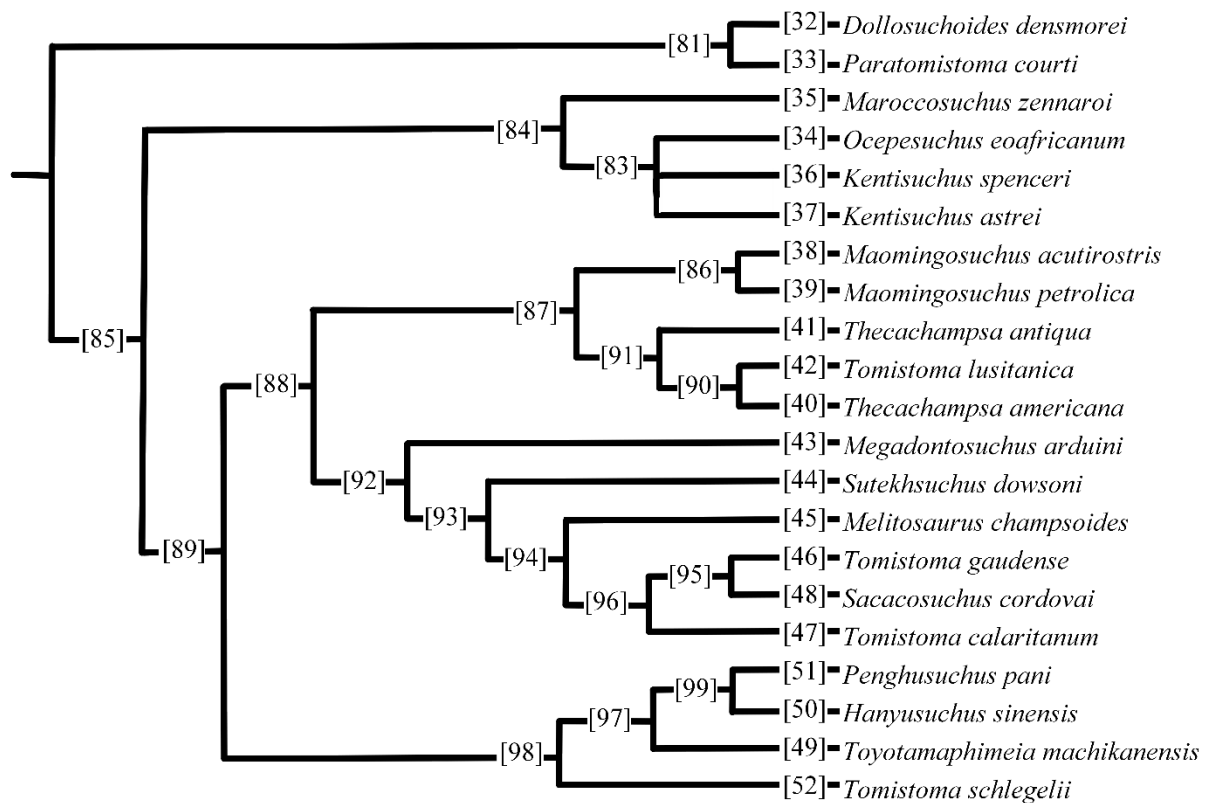 [32] Dollosuchoides densmorei
[81]
[33] Paratomistoma courti
[35] Maroccosuchus zennaroi
[84]
[34] Ocepesuchus eoafricanum
[83]
[36] Kentisuchus spenceri
[37] Kentisuchus astrei
[38] Maomingosuchus acutirostris
[86]
[39] Maomingosuchus petrolica
[87]
[41] Thecachampsa antiqua
[85]
[91]
[42] Tomistoma lusitanica
[88]
[90]
[40] Thecachampsa americana
[43] Megadontosuchus arduini
[92]
[44] Sutekhsuchus dowsoni
[93]
[45] Melitosaurus champsoides
[89]
[94]
[46] Tomistoma gaudense
[95]
[48] Sacacosuchus cordovai
[96]
[47] Tomistoma calaritanum
[51] Penghusuchus pani
[99]
[50] Hanyusuchus sinensis
[97]
[49] Toyotamaphimeia machikanensis
[98]
[52] Tomistoma schlegelii